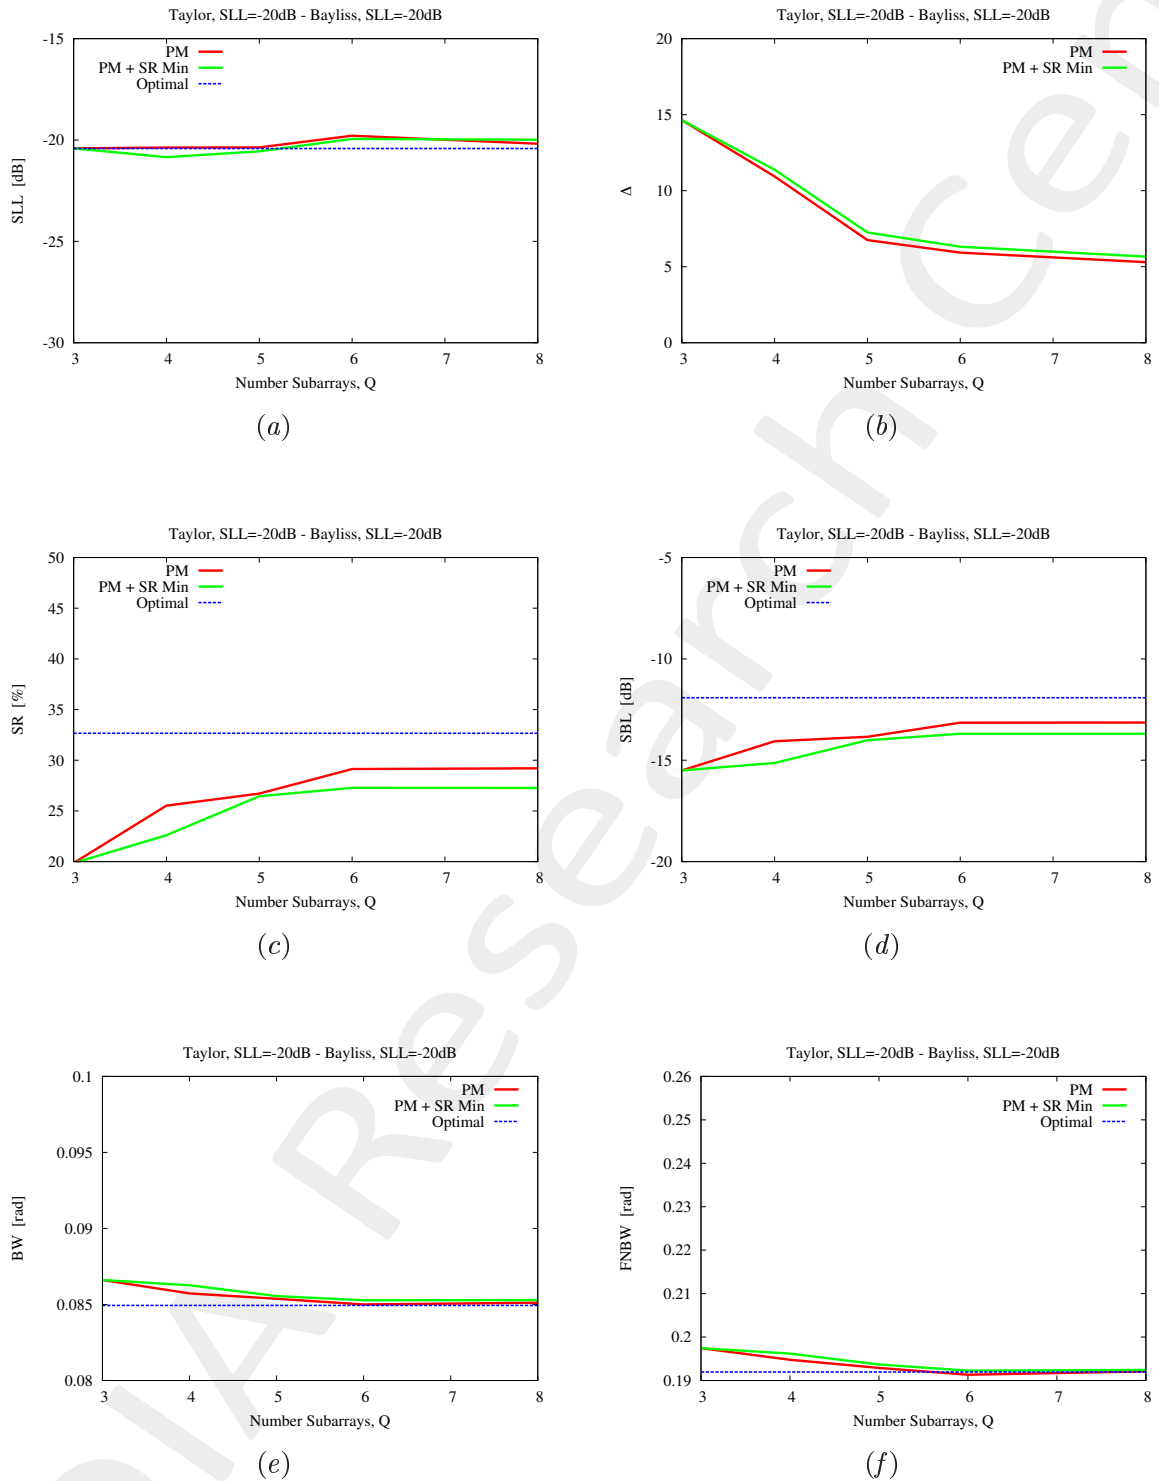 Taylor, SLL=-20dB - Bayliss, SLL=-20dB
-15
-20
-25
-30
SLL [dB]
PM
PM + SR Min
Optimal
3 4 5 6 7 8
Number Subarrays, Q
(a)
Taylor, SLL=-20dB - Bayliss, SLL=-20dB
20
15
10
5
0
Δ
PM
PM + SR Min
3 4 5 6 7 8
Number Subarrays, Q
(b)
Taylor, SLL=-20dB - Bayliss, SLL=-20dB
50
45
40
35
30
25
20
SR [%]
PM
PM + SR Min
Optimal
3 4 5 6 7 8
Number Subarrays, Q
(c)
Taylor, SLL=-20dB - Bayliss, SLL=-20dB
-5
-10
-15
-20
SBL [dB]
PM
PM + SR Min
Optimal
3 4 5 6 7 8
Number Subarrays, Q
(d)
Taylor, SLL=-20dB - Bayliss, SLL=-20dB
0.1
0.095
0.09
0.085
0.08
BW [rad]
PM
PM + SR Min
Optimal
3 4 5 6 7 8
Number Subarrays, Q
(e)
Taylor, SLL=-20dB - Bayliss, SLL=-20dB
0.26
0.25
0.24
0.23
0.22
0.21
0.2
0.19
FNBW [rad]
PM
PM + SR Min
Optimal
3 4 5 6 7 8
Number Subarrays, Q
(f)
Research